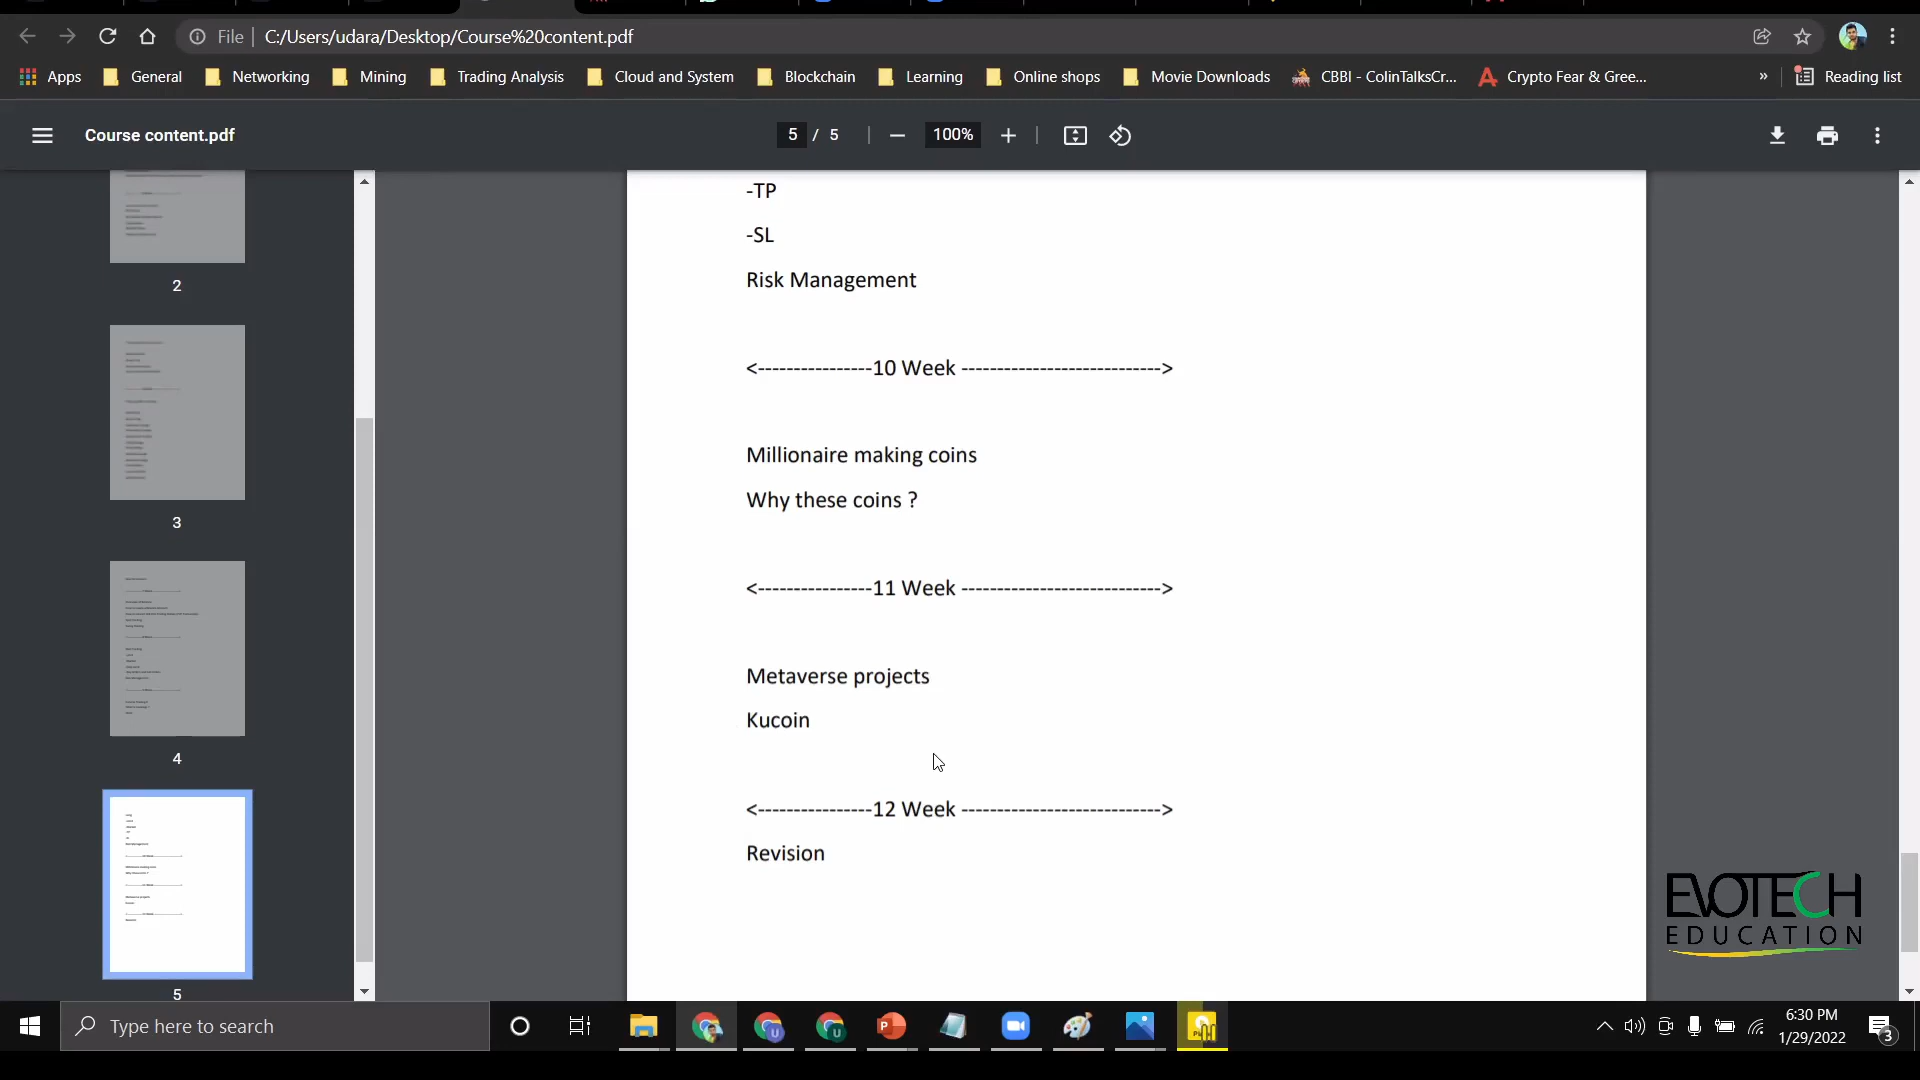 File
C:/Users/udara/Desktop/Course%20content.pdf
Apps
General
Networking
Mining
Trading Analysis
Cloud and System
Blockchain
Learning
Online shops
Movie Downloads
CBBI - ColinTalksCr...
Crypto Fear & Gree...
»
Reading list
Course content.pdf
5 / 5
100%
2
3
4
5
-TP
-SL
Risk Management
<----------------10 Week ---------------------------->
Millionaire making coins
Why these coins ?
<----------------11 Week ---------------------------->
Metaverse projects
Kucoin
<----------------12 Week ---------------------------->
Revision
EVOTECH
EDUCATION
Type here to search
6:30 PM
1/29/2022
3